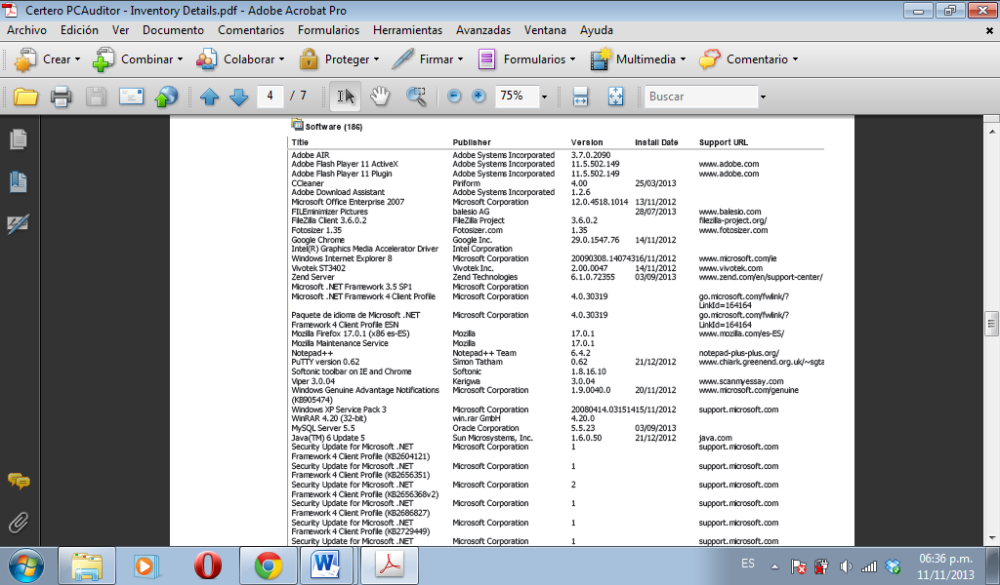 Certero PCAuditor - Inventory Details.pdf - Adobe Acrobat Pro
Archivo Edición Ver Documento Comentarios Formularios Herramientas Avanzadas Ventana Ayuda
Crear Combinar Colaborar Proteger Firmar Formularios Multimedia Comentario
4 / 7 75% Buscar
Software (186)
Title Publisher Version Install Date Support URL
Adobe AIR Adobe Systems Incorporated 3.7.0.2090
Adobe Flash Player 11 ActiveX Adobe Systems Incorporated 11.5.502.149 www.adobe.com
Adobe Flash Player 11 Plugin Adobe Systems Incorporated 11.5.502.149 www.adobe.com
CCleaner Piriform 4.00 25/03/2013
Adobe Download Assistant Adobe Systems Incorporated 1.2.6
Microsoft Office Enterprise 2007 Microsoft Corporation 12.0.4518.1014 13/11/2012
FILEminimizer Pictures balesio AG 28/07/2013 www.balesio.com
FileZilla Client 3.6.0.2 FileZilla Project 3.6.0.2 filezilla-project.org/
Fotosizer 1.35 Fotosizer.com 1.35 www.fotosizer.com
Google Chrome Google Inc. 29.0.1547.76 14/11/2012
Intel(R) Graphics Media Accelerator Driver Intel Corporation
Windows Internet Explorer 8 Microsoft Corporation 20090308.14074316/11/2012 www.microsoft.com/ie
Vivotek ST3402 Vivotek Inc. 2.00.0047 14/11/2012 www.vivotek.com
Zend Server Zend Technologies 6.1.0.72355 03/09/2013 www.zend.com/en/support-center/
Microsoft .NET Framework 3.5 SP1 Microsoft Corporation
Microsoft .NET Framework 4 Client Profile Microsoft Corporation 4.0.30319 go.microsoft.com/fwlink/?
LinkId=164164
Paquete de idioma de Microsoft .NET Microsoft Corporation 4.0.30319 go.microsoft.com/fwlink/?
Framework 4 Client Profile ESN LinkId=164164
Mozilla Firefox 17.0.1 (x86 es-ES) Mozilla 17.0.1 www.mozilla.com/es-ES/
Mozilla Maintenance Service Mozilla 17.0.1
Notepad++ Notepad++ Team 6.4.2 notepad-plus-plus.org/
PuTTY version 0.62 Simon Tatham 0.62 21/12/2012 www.chiark.greenend.org.uk/~sgta
Softonic toolbar on IE and Chrome Softonic 1.8.16.10
Viper 3.0.04 Kerigwa 3.0.04 www.scanmyessay.com
Windows Genuine Advantage Notifications Microsoft Corporation 1.9.0040.0 20/11/2012 www.microsoft.com/genuine
(KB905474)
Windows XP Service Pack 3 Microsoft Corporation 20080414.03151415/11/2012 support.microsoft.com
WinRAR 4.20 (32-bit) win.rar GmbH 4.20.0
MySQL Server 5.5 Oracle Corporation 5.5.23 03/09/2013
Java(TM) 6 Update 5 Sun Microsystems, Inc. 1.6.0.50 21/12/2012 java.com
Security Update for Microsoft .NET Microsoft Corporation 1 support.microsoft.com
Framework 4 Client Profile (KB2604121)
Security Update for Microsoft .NET Microsoft Corporation 1 support.microsoft.com
Framework 4 Client Profile (KB2656351)
Security Update for Microsoft .NET Microsoft Corporation 2 support.microsoft.com
Framework 4 Client Profile (KB2656368v2)
Security Update for Microsoft .NET Microsoft Corporation 1 support.microsoft.com
Framework 4 Client Profile (KB2686827)
Security Update for Microsoft .NET Microsoft Corporation 1 support.microsoft.com
Framework 4 Client Profile (KB2729449)
Security Update for Microsoft .NET Microsoft Corporation 1 support.microsoft.com
ES
06:36 p.m.
11/11/2013